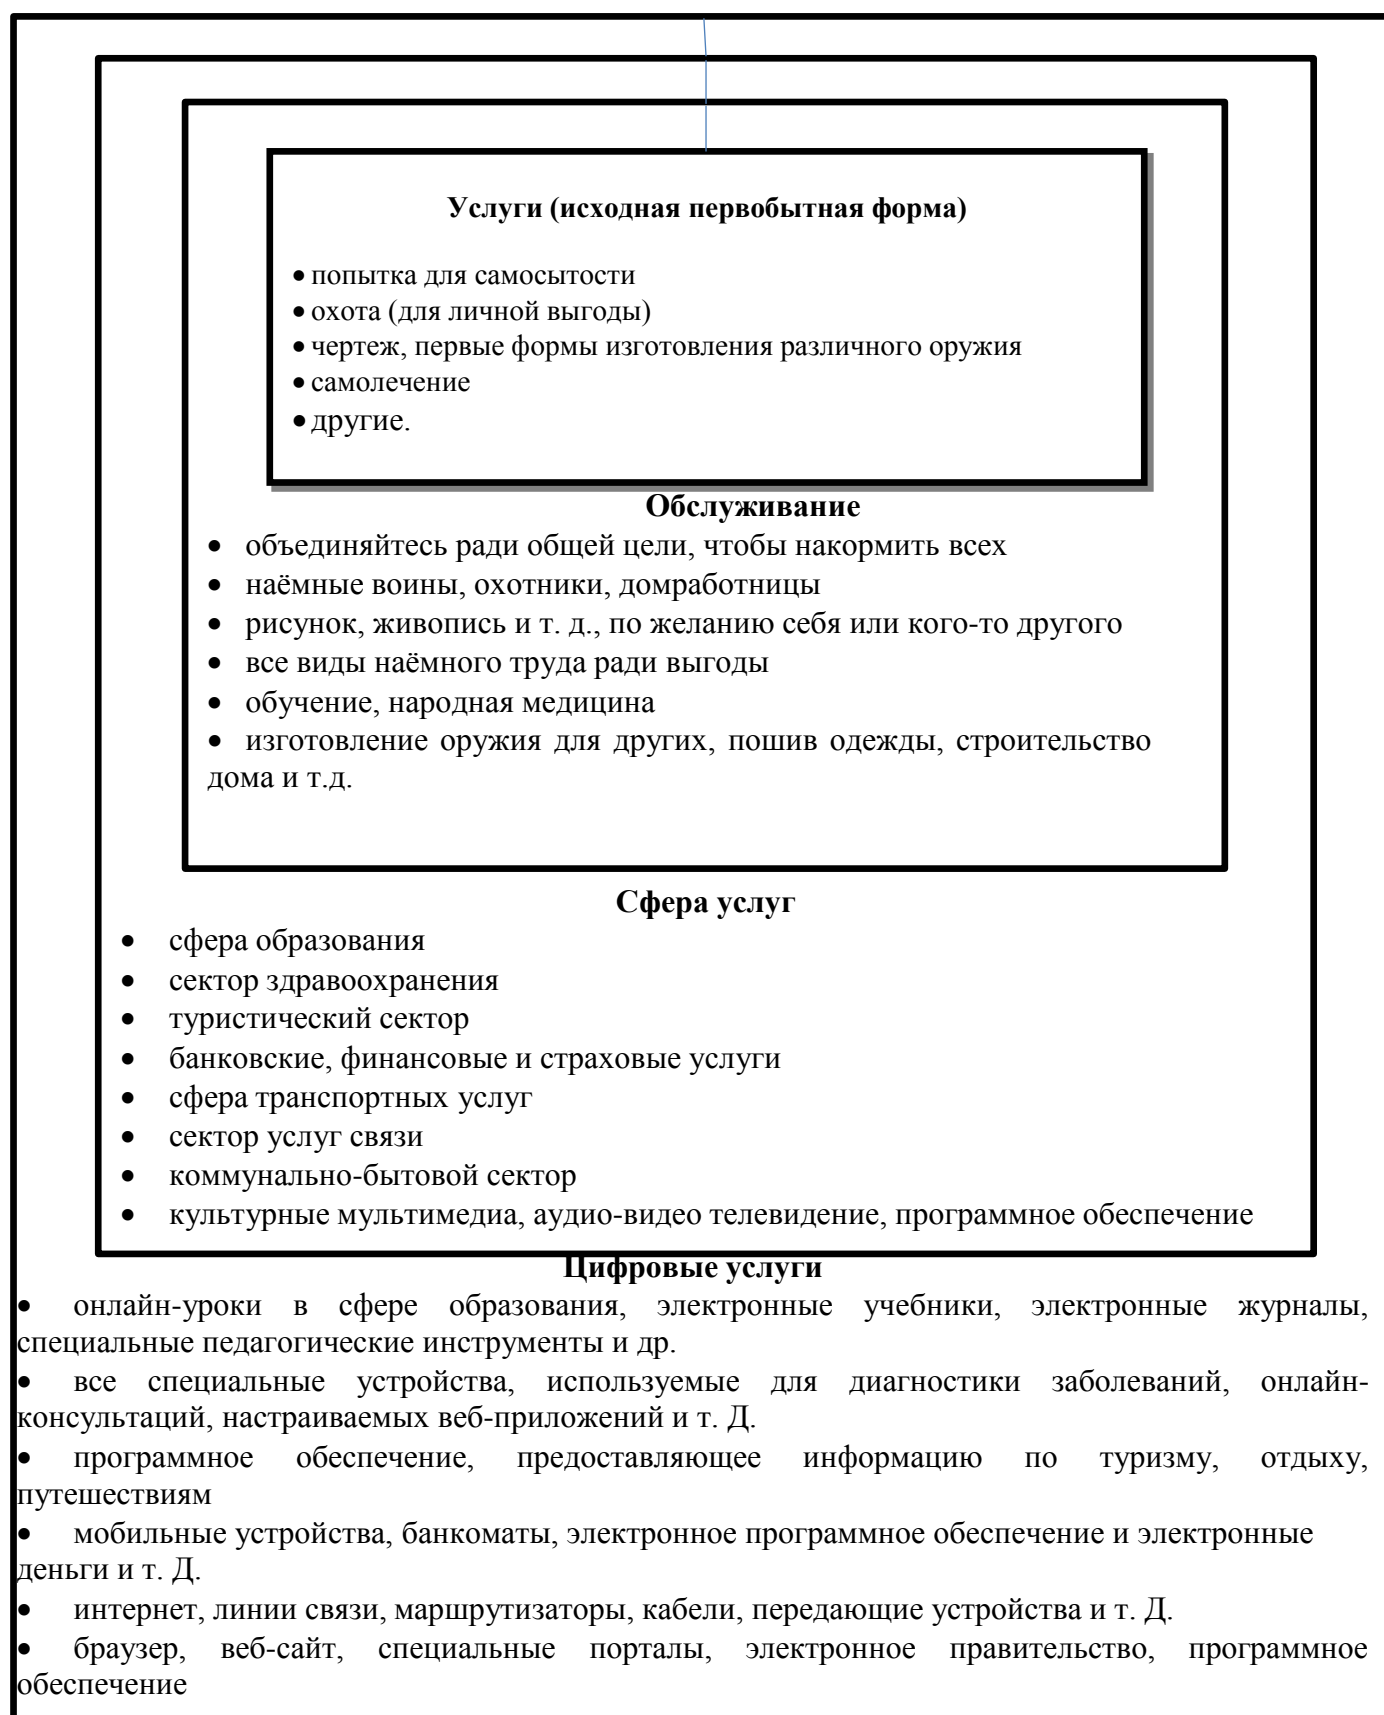 Услуги (исходная первобытная форма)
• попытка для самосытости
• охота (для личной выгоды)
• чертеж, первые формы изготовления различного оружия
• самолечение
• другие.
Обслуживание
• объединяйтесь ради общей цели, чтобы накормить всех
• наёмные воины, охотники, домработницы
• рисунок, живопись и т. д., по желанию себя или кого-то другого
• все виды наёмного труда ради выгоды
• обучение, народная медицина
• изготовление оружия для других, пошив одежды, строительство
дома и т.д.
Сфера услуг
• сфера образования
• сектор здравоохранения
• туристический сектор
• банковские, финансовые и страховые услуги
• сфера транспортных услуг
• сектор услуг связи
• коммунально-бытовой сектор
• культурные мультимедиа, аудио-видео телевидение, программное обеспечение
Цифровые услуги
• онлайн-уроки в сфере образования, электронные учебники, электронные журналы,
специальные педагогические инструменты и др.
• все специальные устройства, используемые для диагностики заболеваний, онлайн-
консультаций, настраиваемых веб-приложений и т. Д.
• программное обеспечение, предоставляющее информацию по туризму, отдыху,
путешествиям
• мобильные устройства, банкоматы, электронное программное обеспечение и электронные
деньги и т. Д.
• интернет, линии связи, маршрутизаторы, кабели, передающие устройства и т. Д.
• браузер, веб-сайт, специальные порталы, электронное правительство, программное
обеспечение